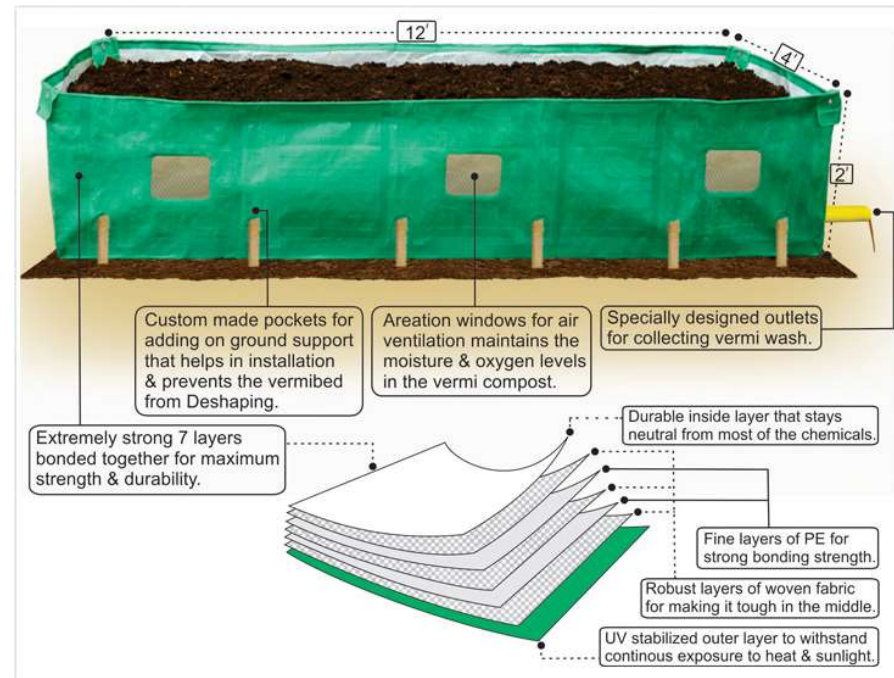 12'
4'
2'
Custom made pockets for
adding on ground support
that helps in installation
& prevents the vermibed
from Deshaping.
Areation windows for air
ventilation maintains the
moisture & oxygen levels
in the vermi compost.
Specially designed outlets
for collecting vermi wash.
Extremely strong 7 layers
bonded together for maximum
strength & durability.
Durable inside layer that stays
neutral from most of the chemicals.
Fine layers of PE for
strong bonding strength.
Robust layers of woven fabric
for making it tough in the middle.
UV stabilized outer layer to withstand
continous exposure to heat & sunlight.